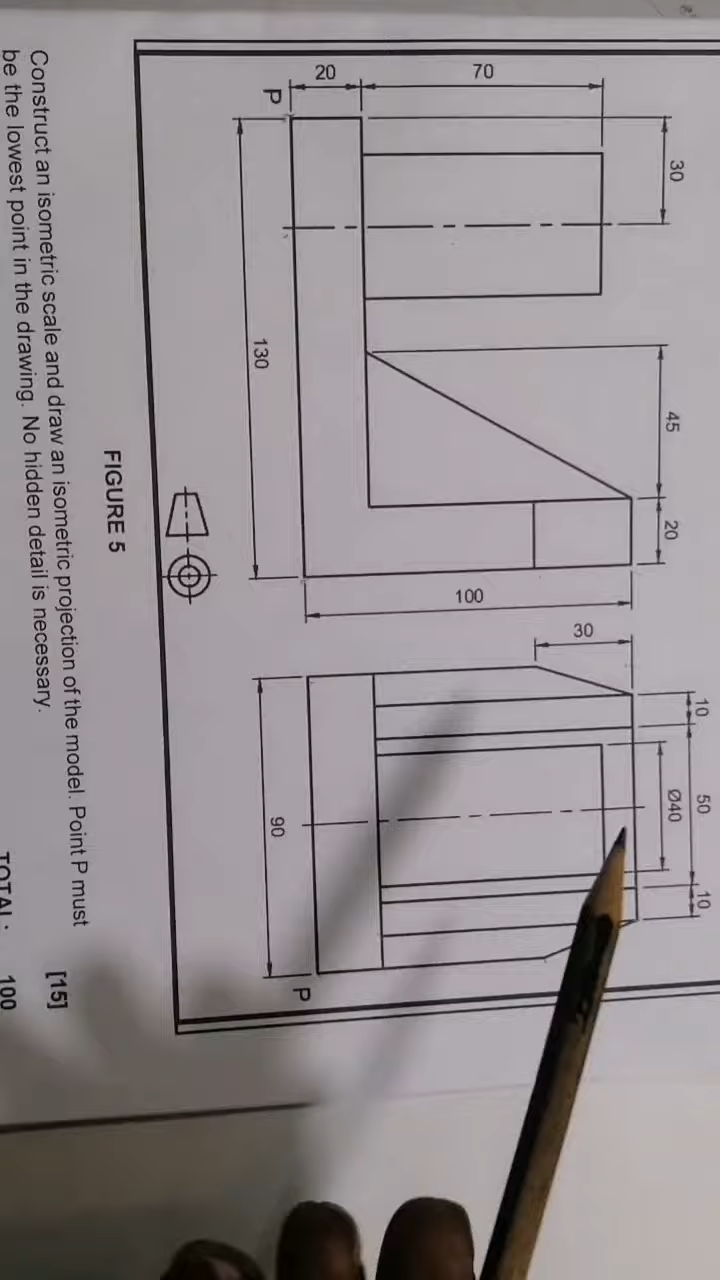 20
70
P
30
130
45
20
100
30
10
50
Ø40
10
90
P
FIGURE 5
Construct an isometric scale and draw an isometric projection of the model. Point P must
be the lowest point in the drawing. No hidden detail is necessary.
[15]
TOTAL: 100